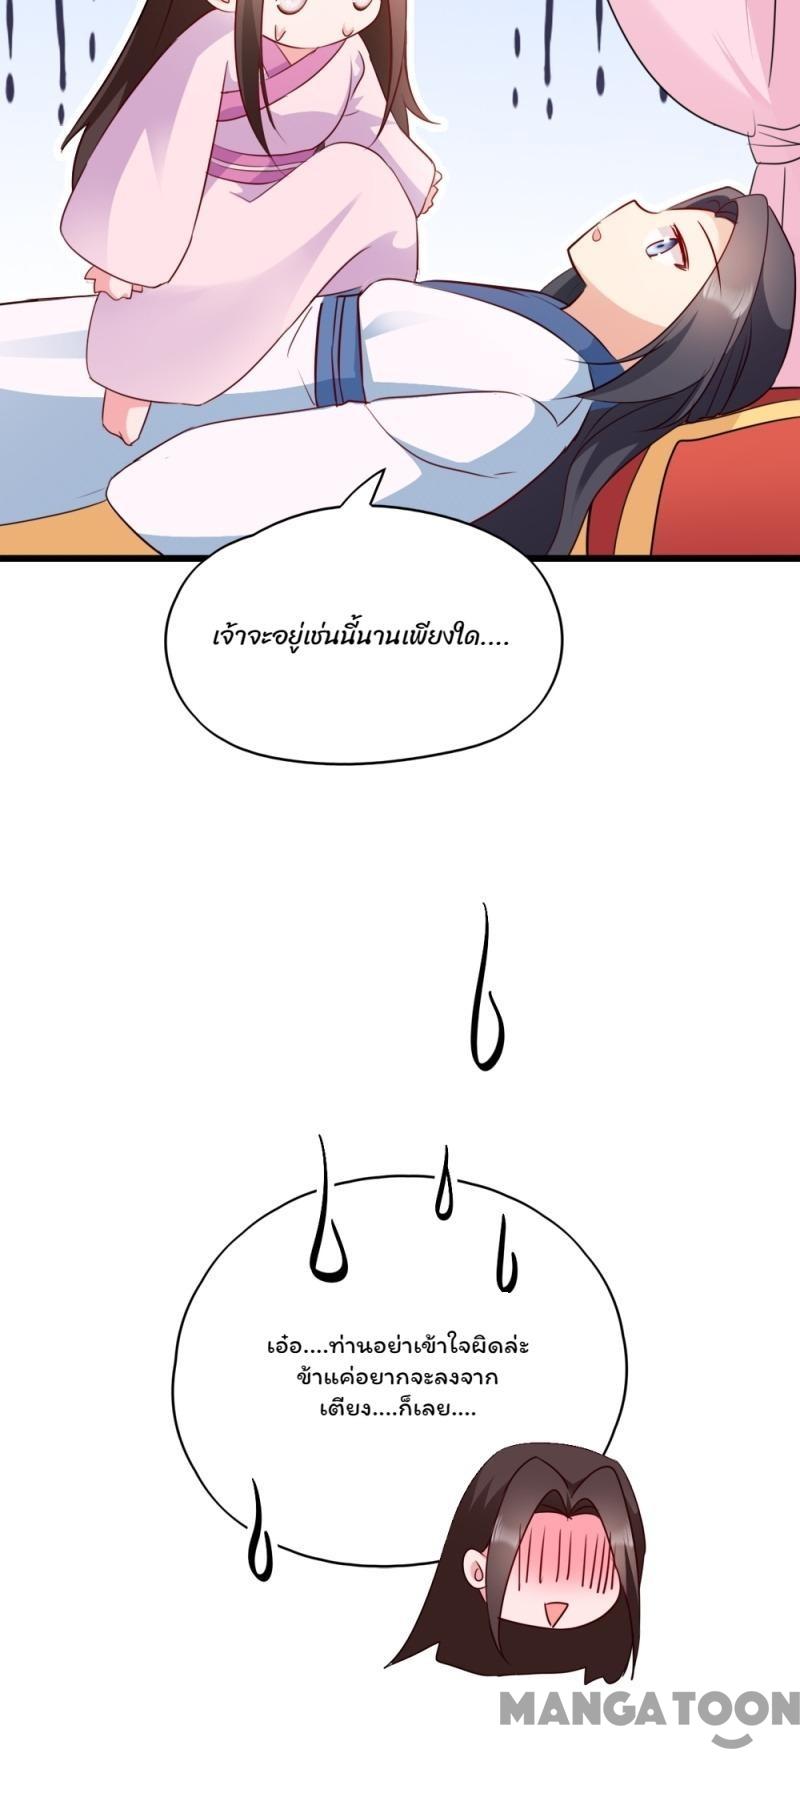 เจ้าจะอยู่เช่นนี้นานเพียงใด....
เอ๋อ....ท่านอย่าเข้าใจผิดล่ะ
ข้าแค่อยากจะลงจาก
เตียง....ก็เลย....
MANGATOON